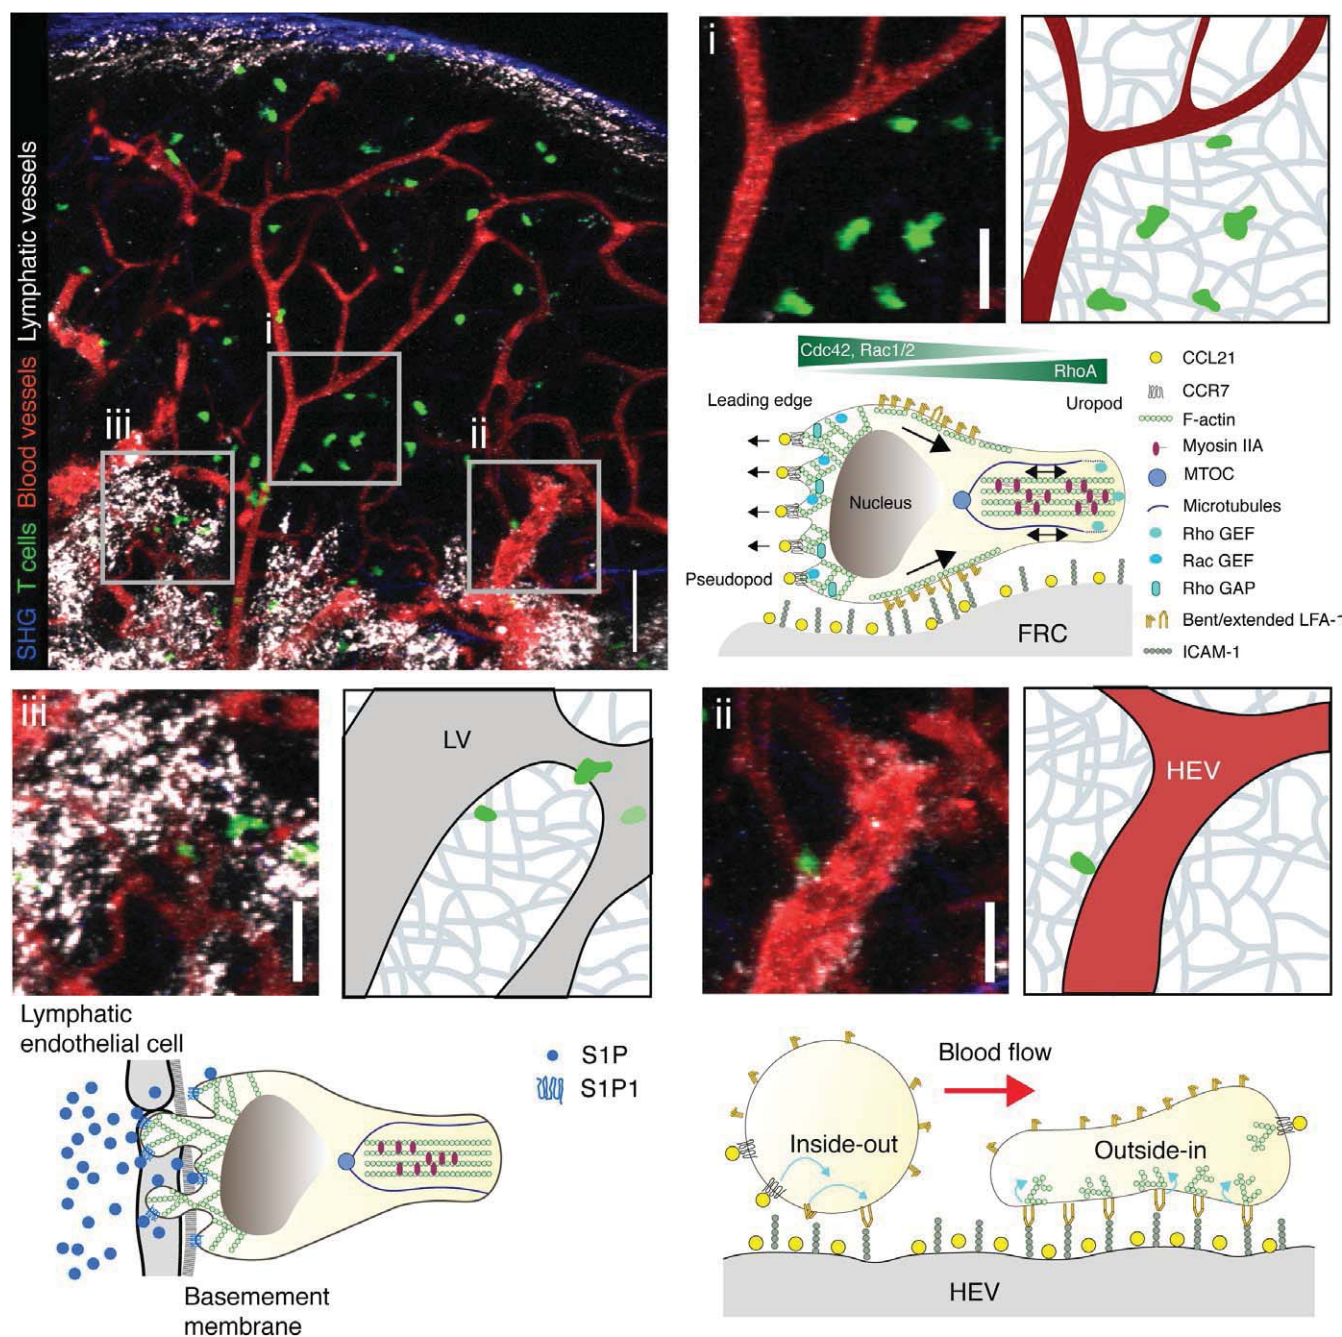 SHG T cells Blood vessels Lymphatic vessels
i
ii
iii
i
Cdc42, Rac1/2
RhoA
Leading edge
Uropod
Nucleus
Pseudopod
FRC
CCL21
CCR7
F-actin
Myosin IIA
MTOC
Microtubules
Rho GEF
Rac GEF
Rho GAP
Bent/extended LFA-1
ICAM-1
iii
LV
ii
HEV
Lymphatic
endothelial cell
S1P
S1P1
Basemement
membrane
Blood flow
Inside-out
Outside-in
HEV